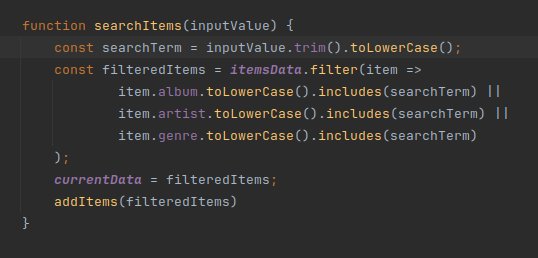 function searchItems(inputValue) {
    const searchTerm = inputValue.trim().toLowerCase();
    const filteredItems = itemsData.filter(item =>
            item.album.toLowerCase().includes(searchTerm) ||
            item.artist.toLowerCase().includes(searchTerm) ||
            item.genre.toLowerCase().includes(searchTerm)
    );
    currentData = filteredItems;
    addItems(filteredItems)
}